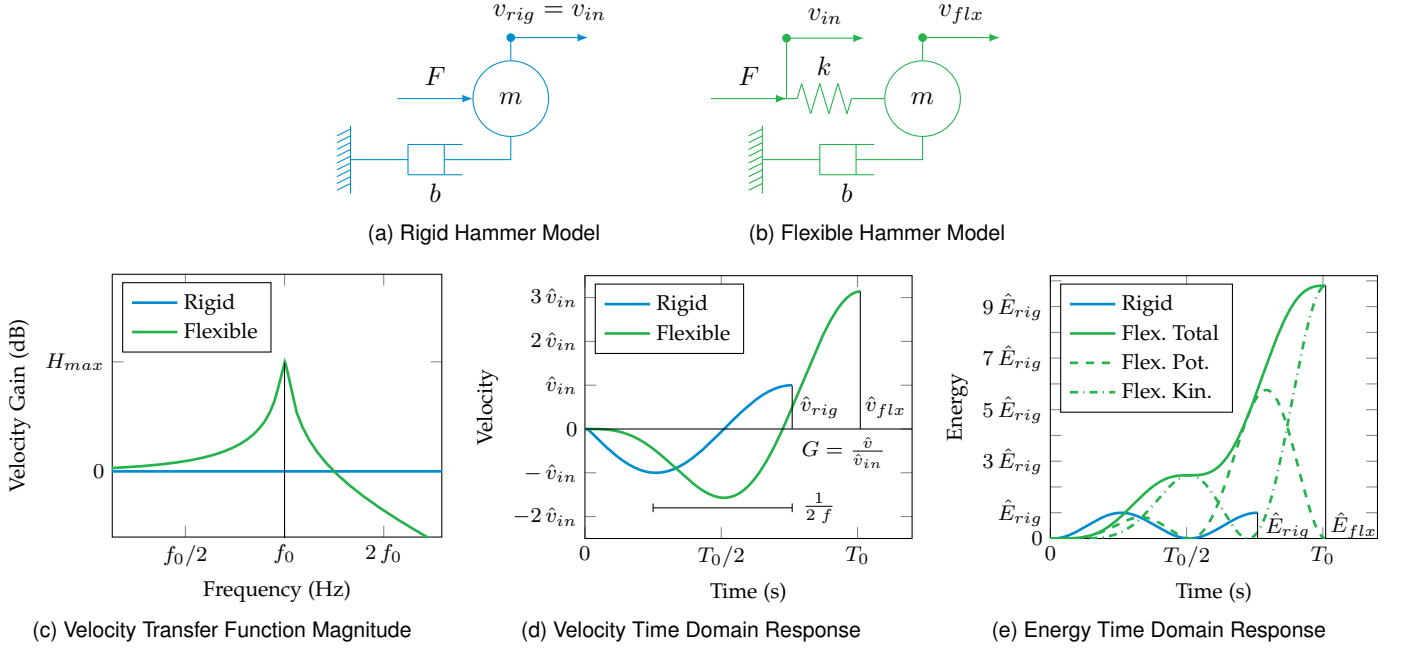 v_{rig} = v_{in}
F
m
b
(a) Rigid Hammer Model
v_{in}
v_{flx}
F
k
m
b
(b) Flexible Hammer Model
Velocity Gain (dB)
H_{max}
0
Rigid
Flexible
f_0/2
f_0
2 f_0
Frequency (Hz)
(c) Velocity Transfer Function Magnitude
Velocity
3 \hat{v}_{in}
2 \hat{v}_{in}
\hat{v}_{in}
0
− \hat{v}_{in}
−2 \hat{v}_{in}
Rigid
Flexible
\hat{v}_{rig}
\hat{v}_{flx}
G = \frac{\hat{v}}{\hat{v}_{in}}
\frac{1}{2 f}
0
T_0/2
T_0
Time (s)
(d) Velocity Time Domain Response
Energy
9 \hat{E}_{rig}
7 \hat{E}_{rig}
5 \hat{E}_{rig}
3 \hat{E}_{rig}
\hat{E}_{rig}
0
Rigid
Flex. Total
Flex. Pot.
Flex. Kin.
\hat{E}_{rig}
\hat{E}_{flx}
0
T_0/2
T_0
Time (s)
(e) Energy Time Domain Response